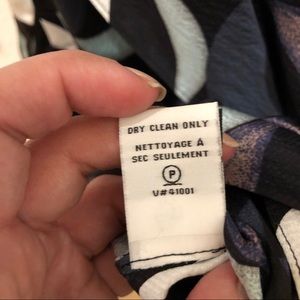 DRY CLEAN ONLY
NETTOYAGE À
SEC SEULEMENT
P
U#41001